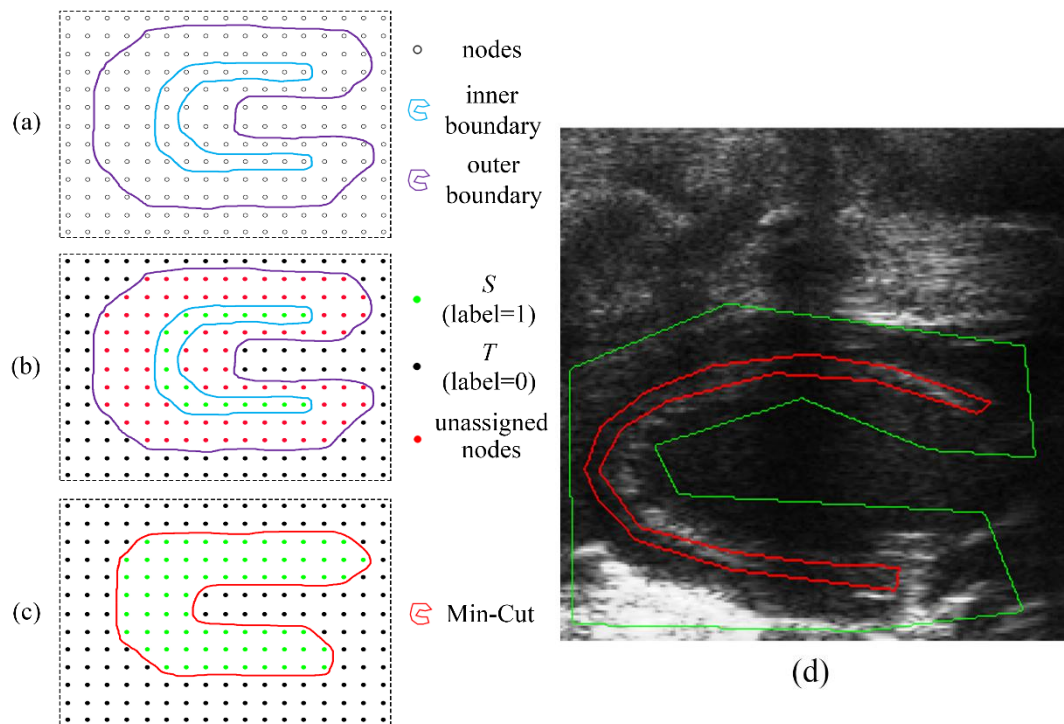 (a)
nodes
inner
boundary
outer
boundary
(b)
S
(label=1)
T
(label=0)
unassigned
nodes
(c)
Min-Cut
(d)